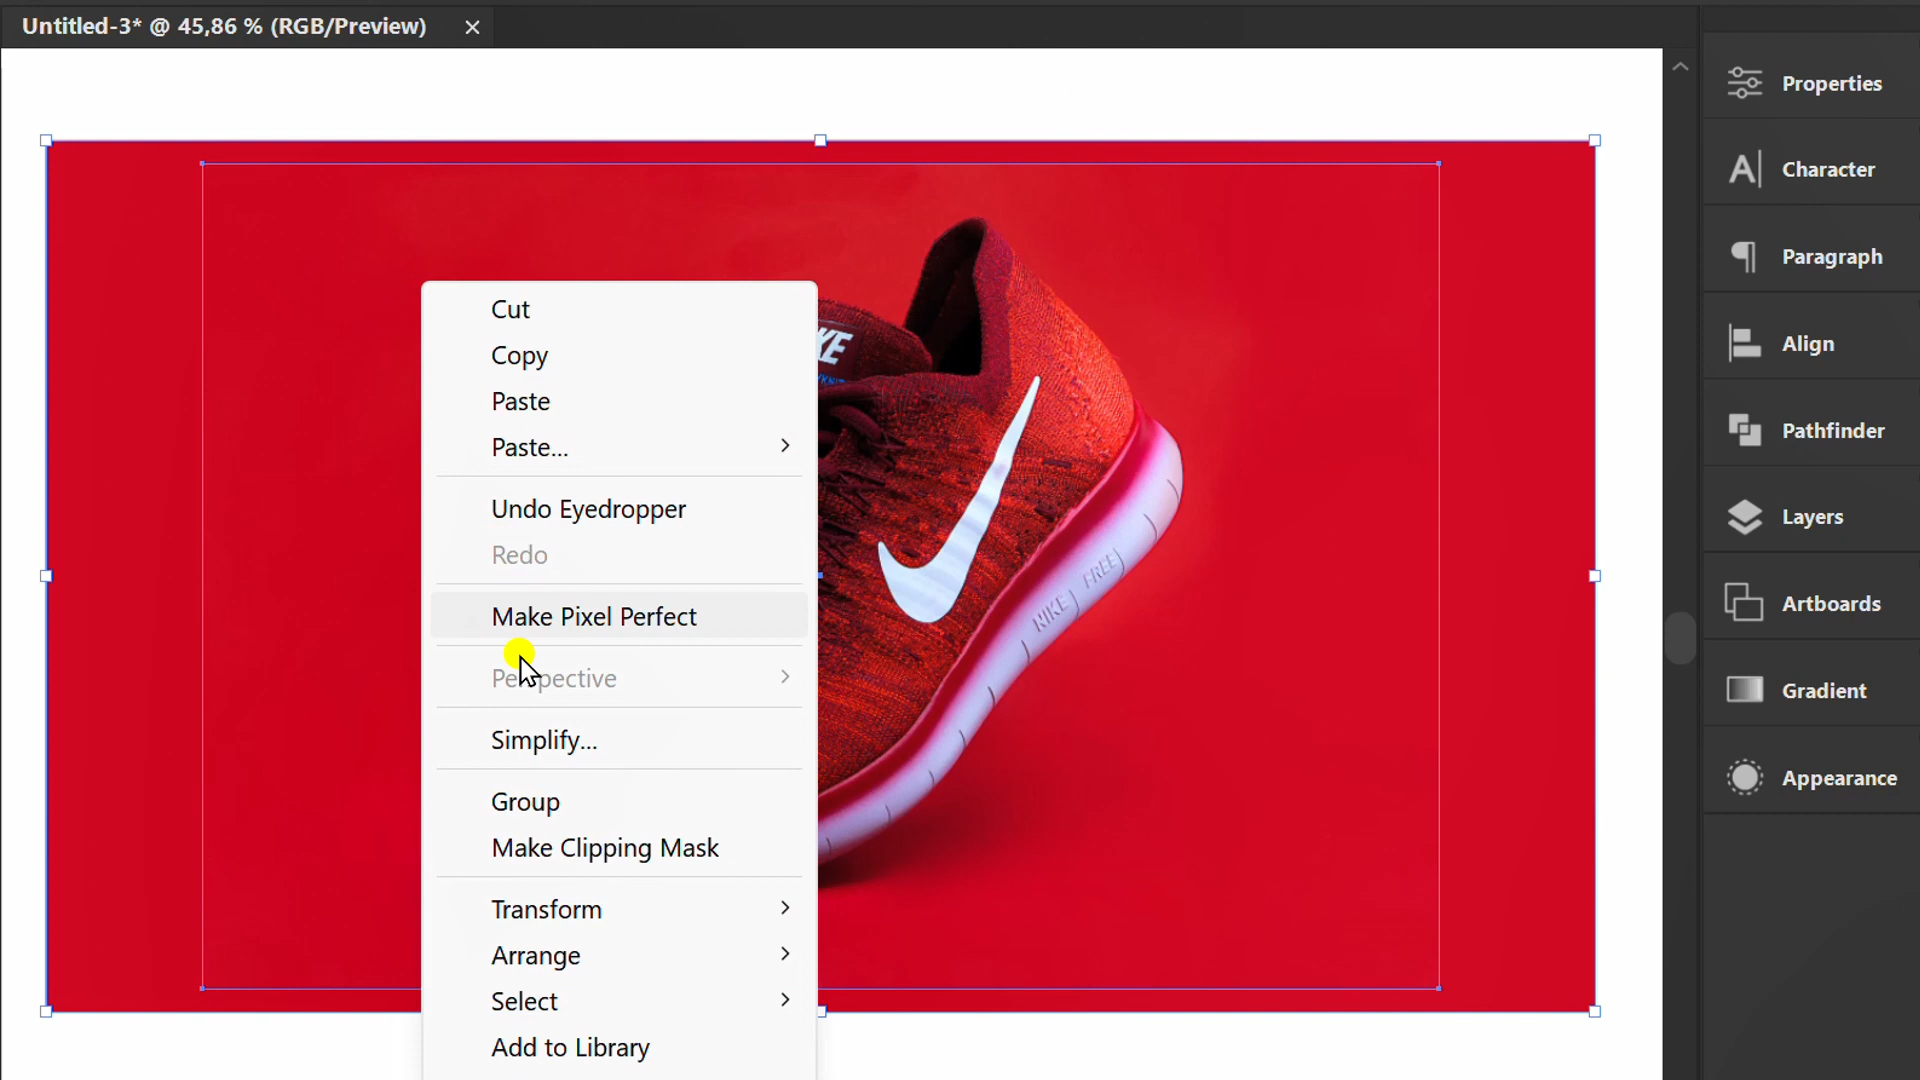 Untitled-3* @ 45,86 % (RGB/Preview)
Properties
Character
Paragraph
Align
Pathfinder
Layers
Artboards
Gradient
Appearance
Cut
Copy
Paste
Paste...
Undo Eyedropper
Redo
Make Pixel Perfect
Perspective
Simplify...
Group
Make Clipping Mask
Transform
Arrange
Select
Add to Library
NIKE
FREE